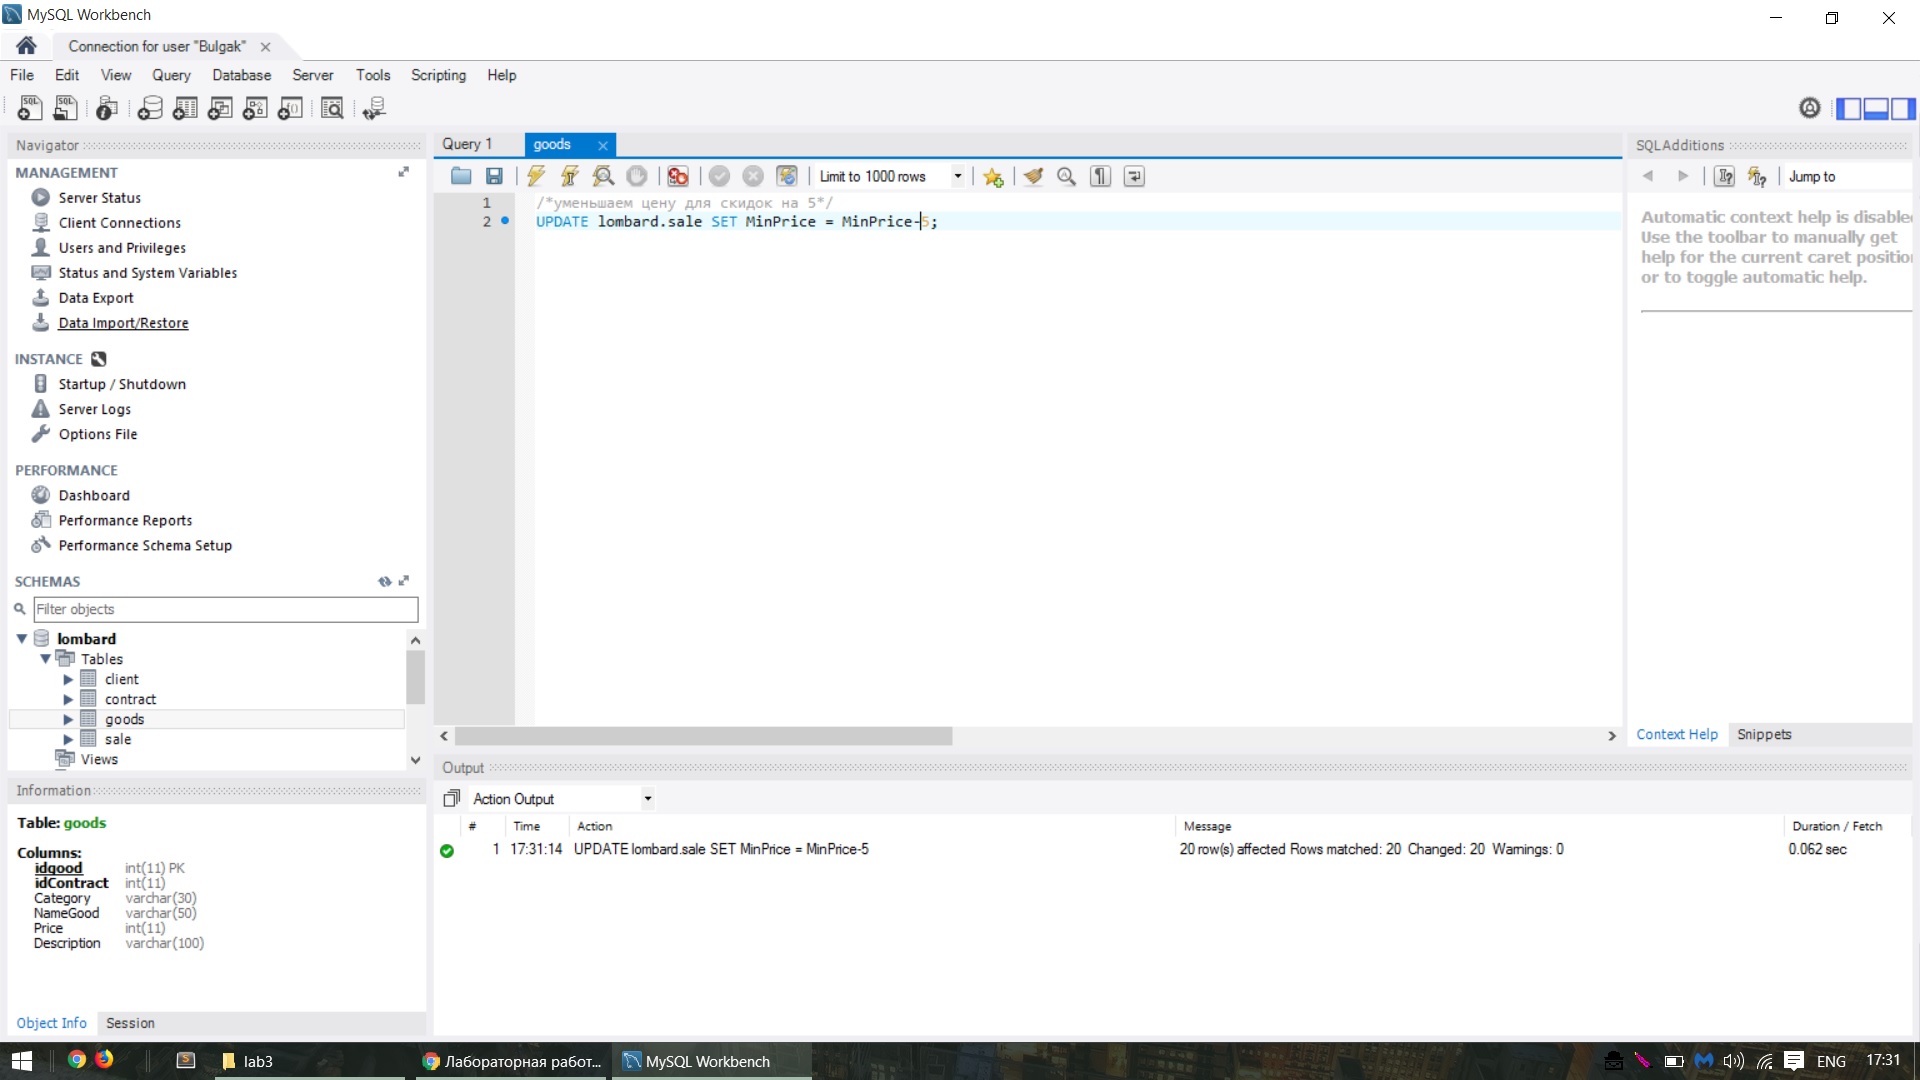 MySQL Workbench
Connection for user "Bulgak"
File Edit View Query Database Server Tools Scripting Help
Navigator
MANAGEMENT
Server Status
Client Connections
Users and Privileges
Status and System Variables
Data Export
Data Import/Restore
INSTANCE
Startup / Shutdown
Server Logs
Options File
PERFORMANCE
Dashboard
Performance Reports
Performance Schema Setup
SCHEMAS
Filter objects
lombard
Tables
client
contract
goods
sale
Views
Information
Table: goods
Columns:
idgood int(11) PK
idContract int(11)
Category varchar(30)
NameGood varchar(50)
Price int(11)
Description varchar(100)
Object Info Session
Query 1 goods
Limit to 1000 rows
1 /*уменьшаем цену для скидок на 5*/
2 UPDATE lombard.sale SET MinPrice = MinPrice-5;
SQLAdditions
Jump to
Automatic context help is disable
Use the toolbar to manually get
help for the current caret positio
or to toggle automatic help.
Context Help Snippets
Output
Action Output
# Time Action Message Duration / Fetch
1 17:31:14 UPDATE lombard.sale SET MinPrice = MinPrice-5 20 row(s) affected Rows matched: 20 Changed: 20 Warnings: 0 0.062 sec
lab3 Лабораторная работ... MySQL Workbench ENG 17:31